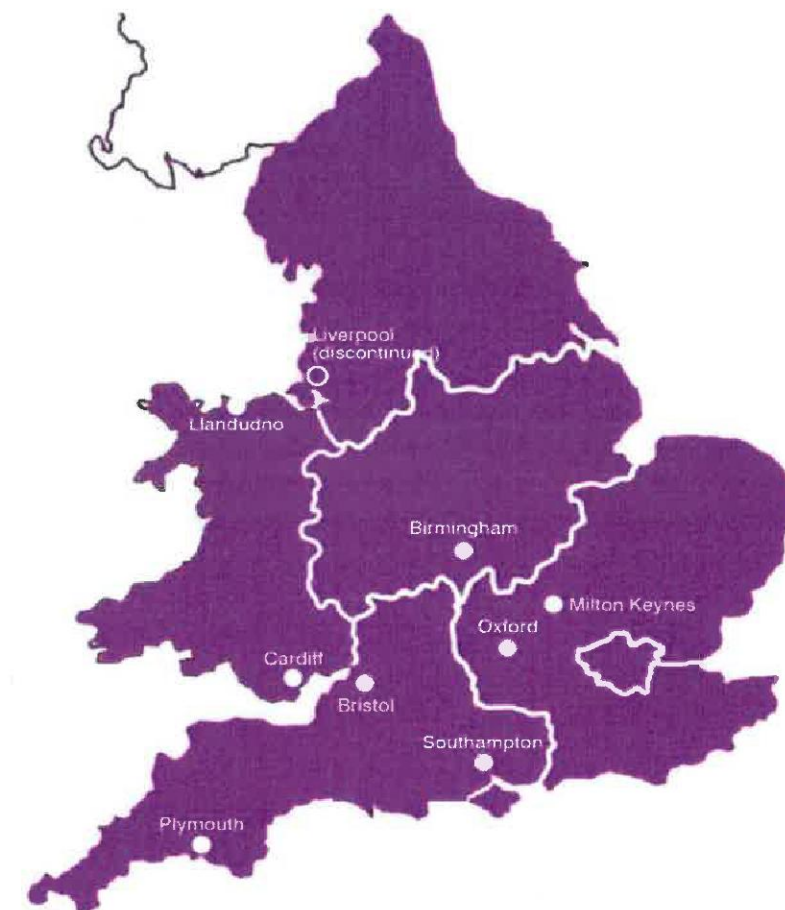 Liverpool
(discontinued)
Llandudno
Birmingham
Milton Keynes
Oxford
Cardiff
Bristol
Southampton
Plymouth